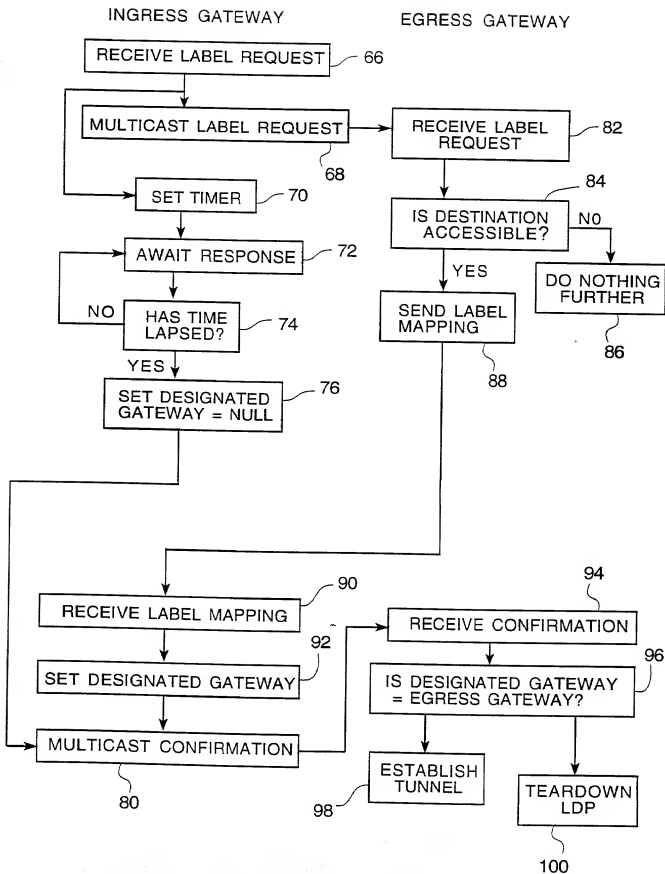 INGRESS GATEWAY
EGRESS GATEWAY
RECEIVE LABEL REQUEST
66
MULTICAST LABEL REQUEST
68
RECEIVE LABEL
REQUEST
82
SET TIMER
70
84
IS DESTINATION
ACCESSIBLE?
NO
AWAIT RESPONSE
72
YES
DO NOTHING
FURTHER
86
NO
HAS TIME
LAPSED?
74
SEND LABEL
MAPPING
88
YES
76
SET DESIGNATED
GATEWAY = NULL
90
RECEIVE LABEL MAPPING
94
RECEIVE CONFIRMATION
92
SET DESIGNATED GATEWAY
96
IS DESIGNATED GATEWAY
= EGRESS GATEWAY?
MULTICAST CONFIRMATION
80
ESTABLISH
TUNNEL
98
TEARDOWN
LDP
100